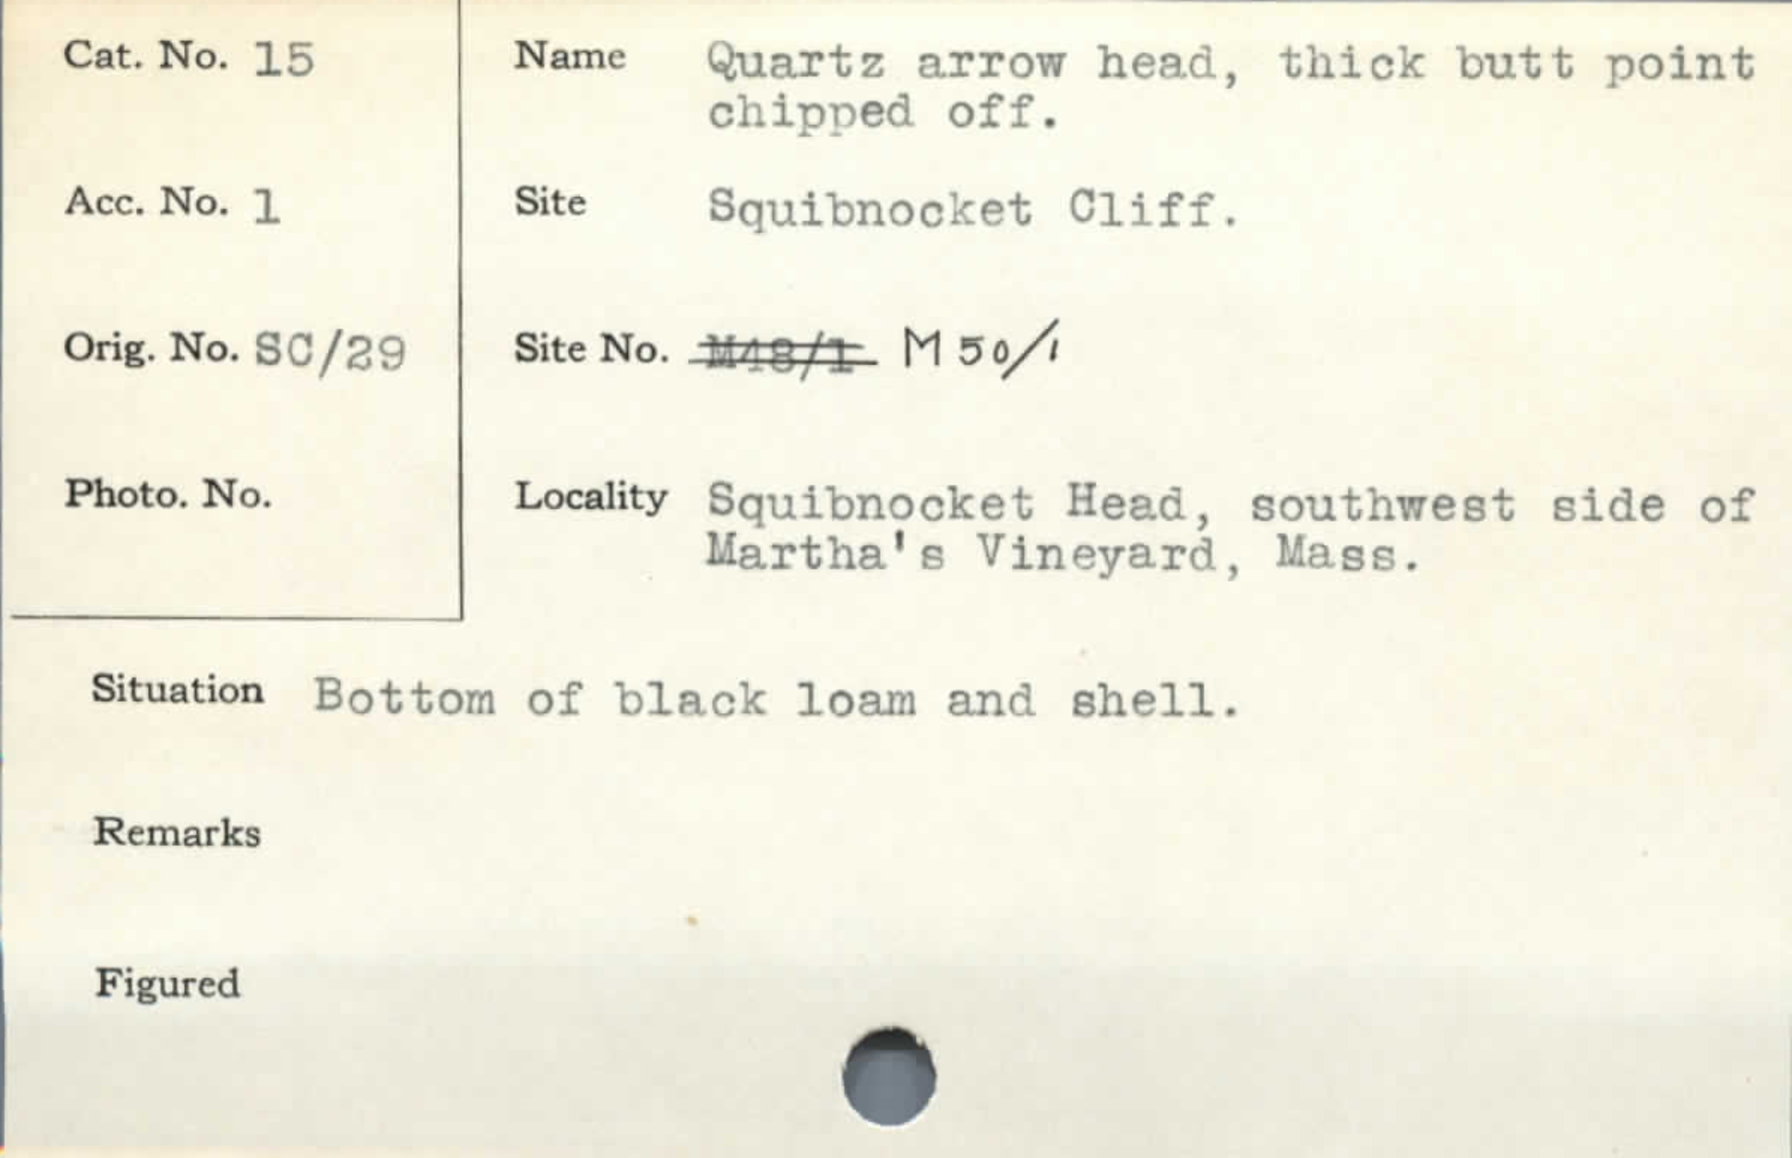 Cat. No. 15
Name Quartz arrow head, thick butt point
chipped off.
Acc. No. 1
Site Squibnocket Cliff.
Orig. No. SC/29
Site No. M48/1 M 50/1
Photo. No.
Locality Squibnocket Head, southwest side of
Martha's Vineyard, Mass.
Situation Bottom of black loam and shell.
Remarks
Figured